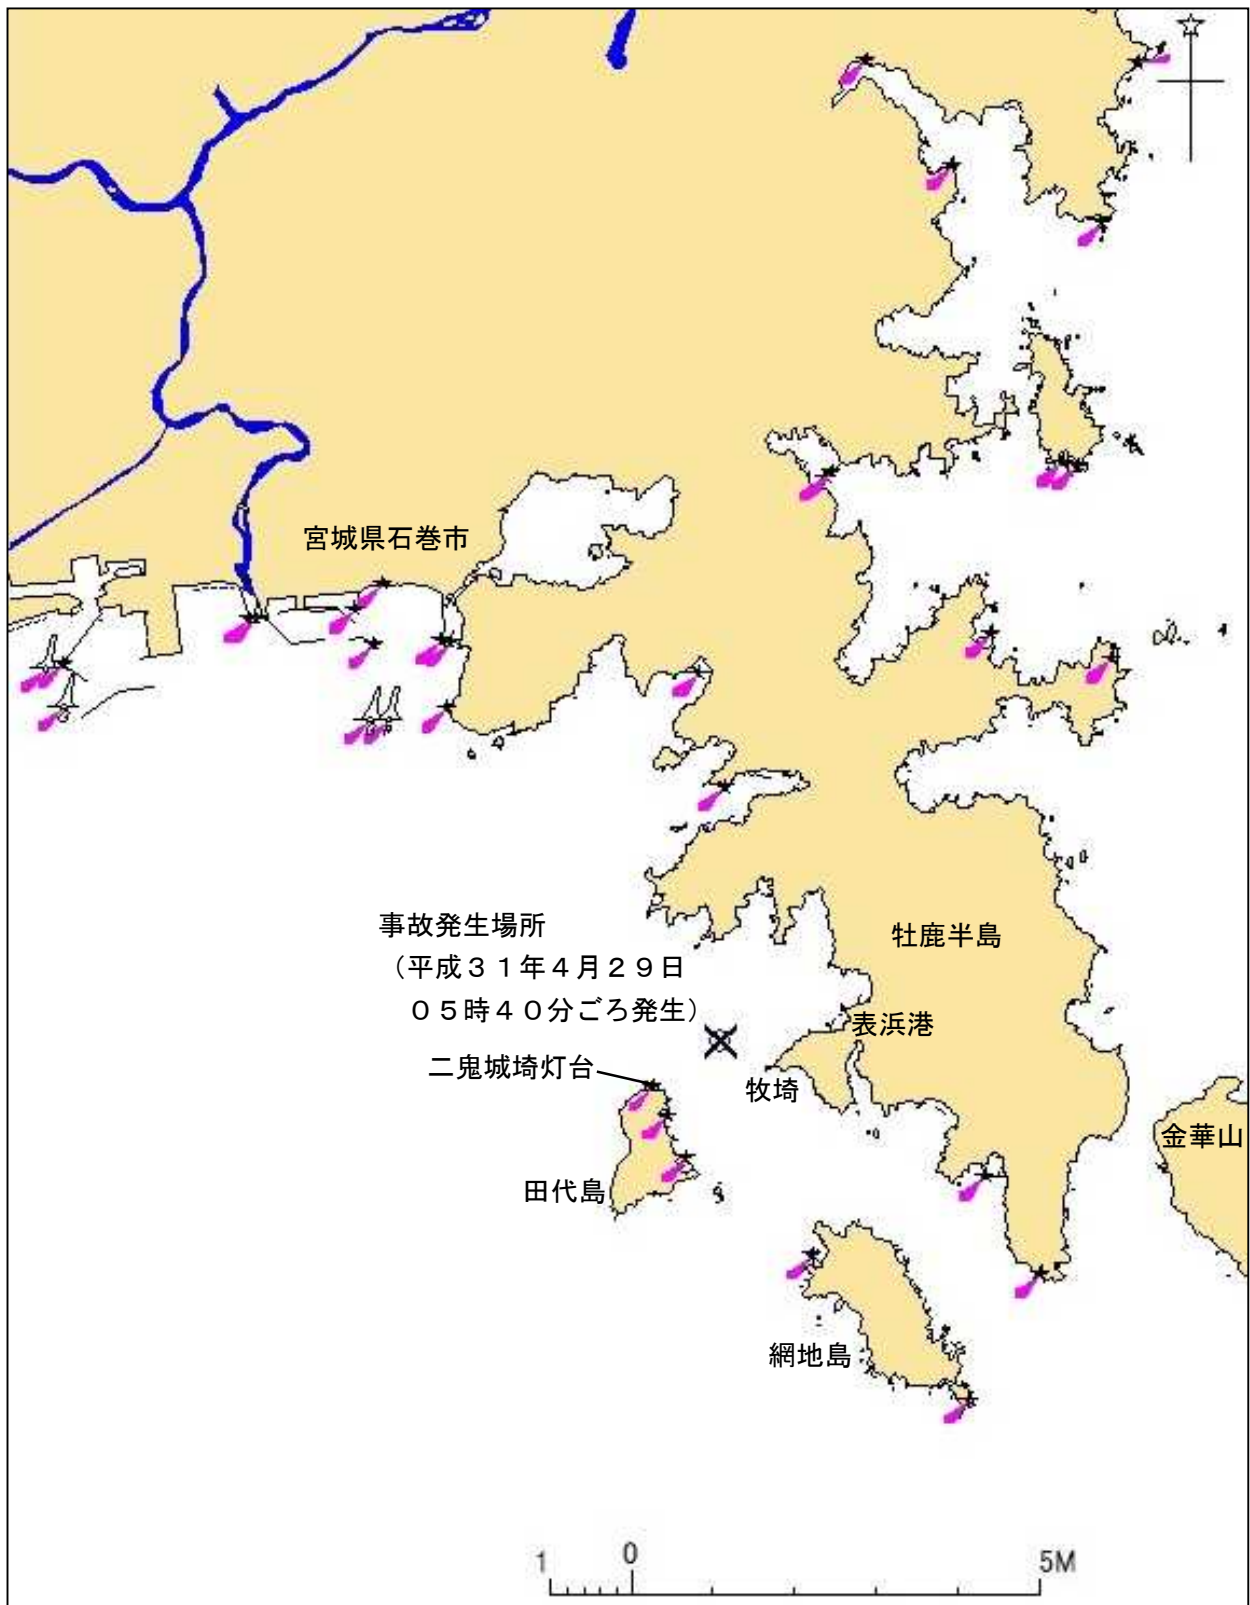 宮城県石巻市
事故発生場所
（平成３１年４月２９日
０５時４０分ごろ発生）
牡鹿半島
表浜港
二鬼城埼灯台
牧埼
金華山
田代島
網地島
1 0 5M